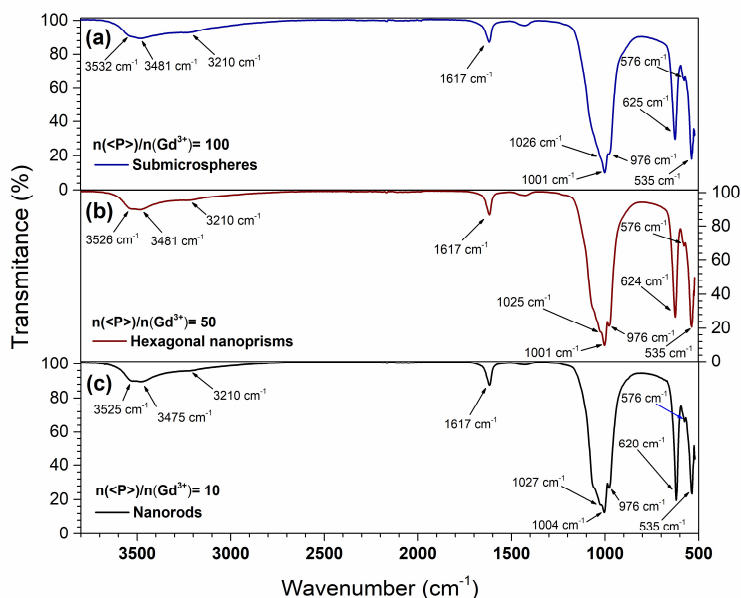 (a)
100
80
60
40
20
0
3532 cm⁻¹
3481 cm⁻¹
3210 cm⁻¹
1617 cm⁻¹
576 cm⁻¹
625 cm⁻¹
1026 cm⁻¹
976 cm⁻¹
1001 cm⁻¹
535 cm⁻¹
n(<P>)/n(Gd³⁺)= 100
Submicrospheres
(b)
100
80
60
40
20
0
3526 cm⁻¹
3481 cm⁻¹
3210 cm⁻¹
1617 cm⁻¹
576 cm⁻¹
624 cm⁻¹
1025 cm⁻¹
976 cm⁻¹
1001 cm⁻¹
535 cm⁻¹
n(<P>)/n(Gd³⁺)= 50
Hexagonal nanoprisms
(c)
100
80
60
40
20
0
3525 cm⁻¹
3475 cm⁻¹
3210 cm⁻¹
1617 cm⁻¹
576 cm⁻¹
620 cm⁻¹
1027 cm⁻¹
976 cm⁻¹
1004 cm⁻¹
535 cm⁻¹
n(<P>)/n(Gd³⁺)= 10
Nanorods
3500 3000 2500 2000 1500 1000 500
Transmitance (%)
Wavenumber (cm⁻¹)